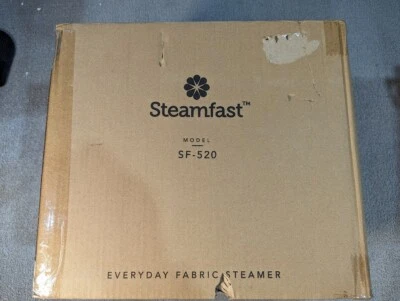 Steamfast™
MODEL
SF-520
EVERYDAY FABRIC STEAMER